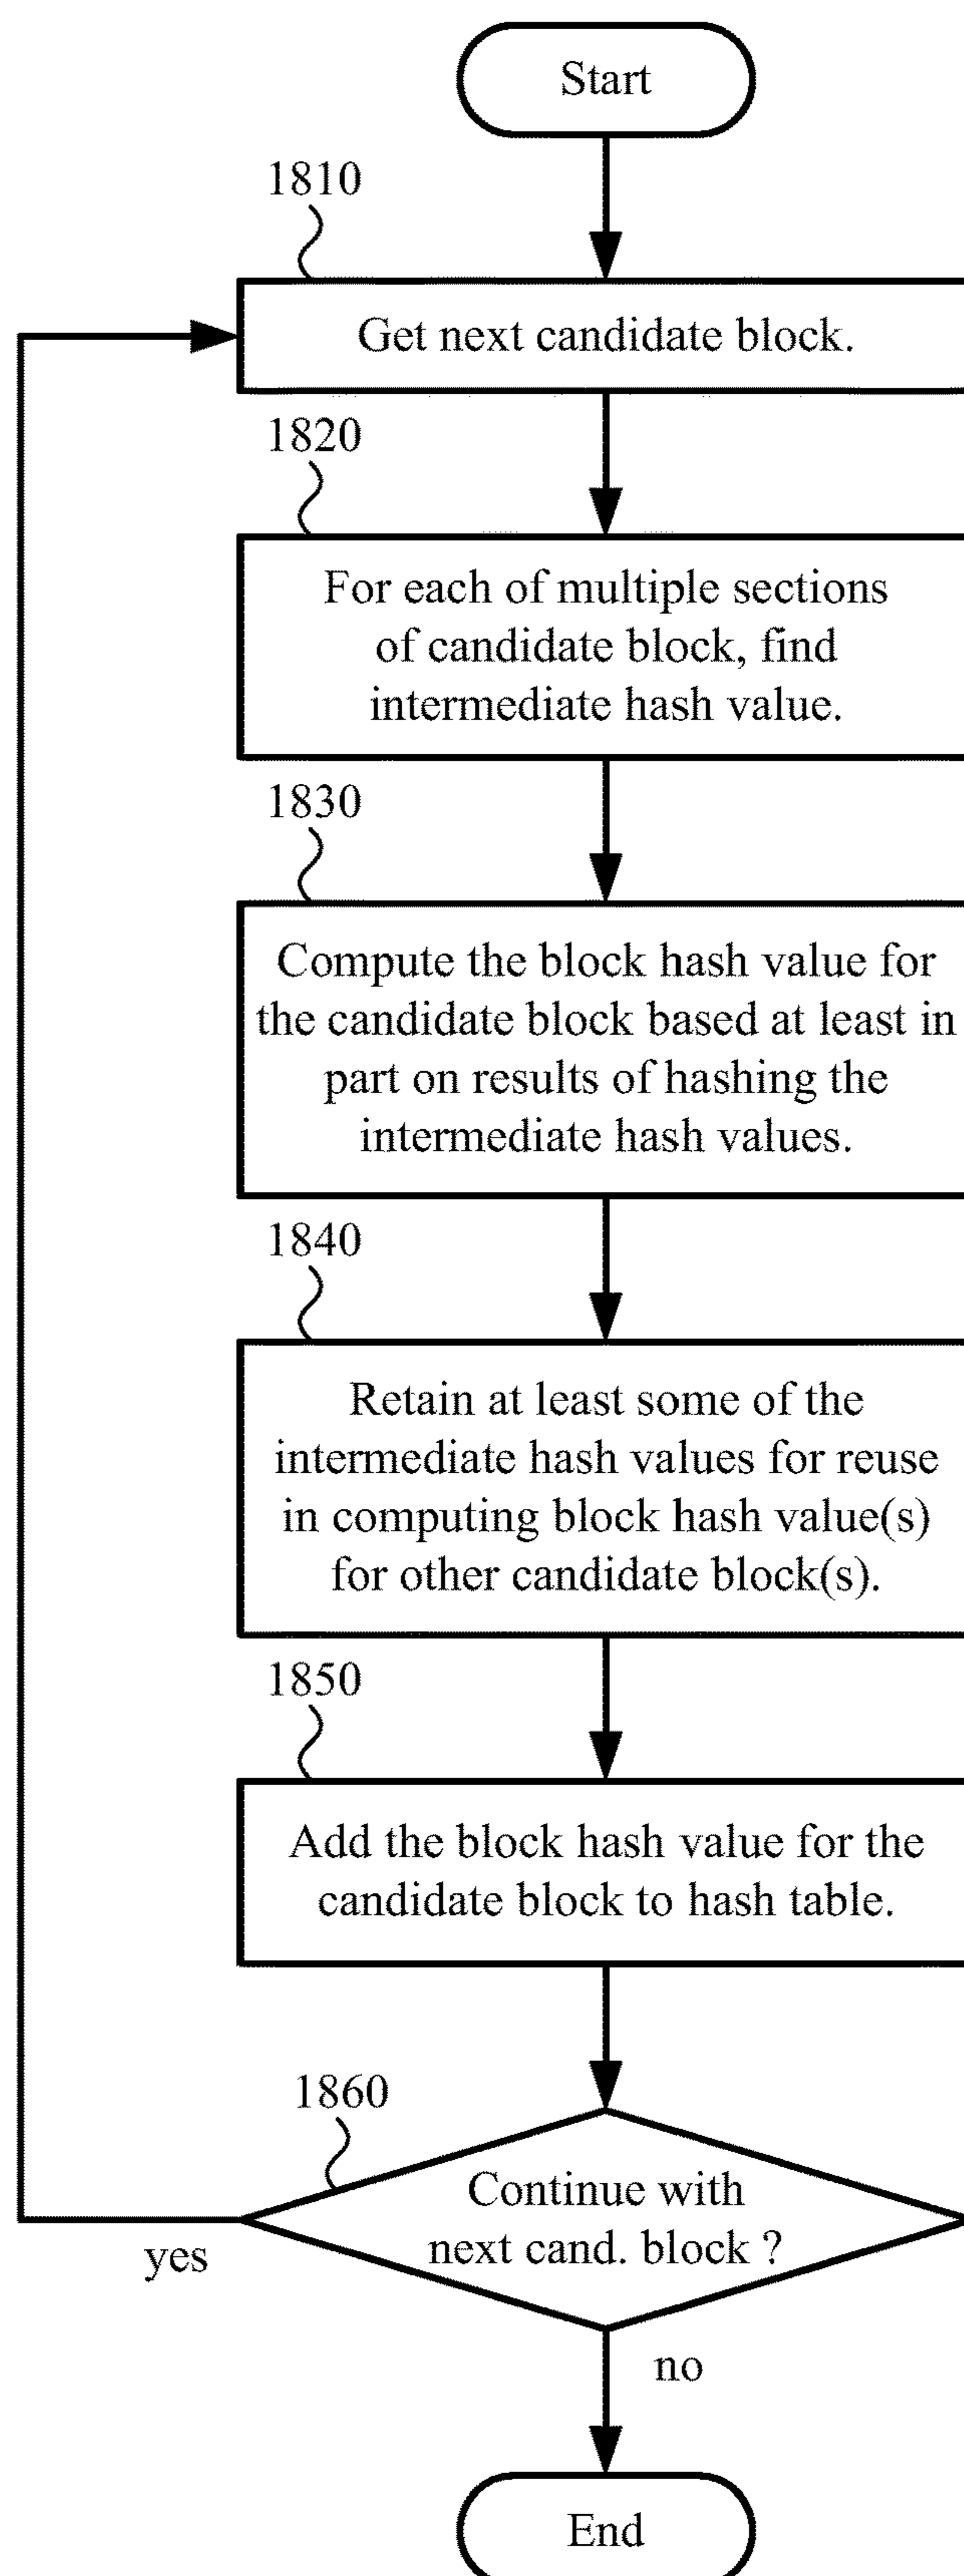 Start
1810
Get next candidate block.
1820
For each of multiple sections
of candidate block, find
intermediate hash value.
1830
Compute the block hash value for
the candidate block based at least in
part on results of hashing the
intermediate hash values.
1840
Retain at least some of the
intermediate hash values for reuse
in computing block hash value(s)
for other candidate block(s).
1850
Add the block hash value for the
candidate block to hash table.
1860
Continue with
next cand. block ?
yes
no
End